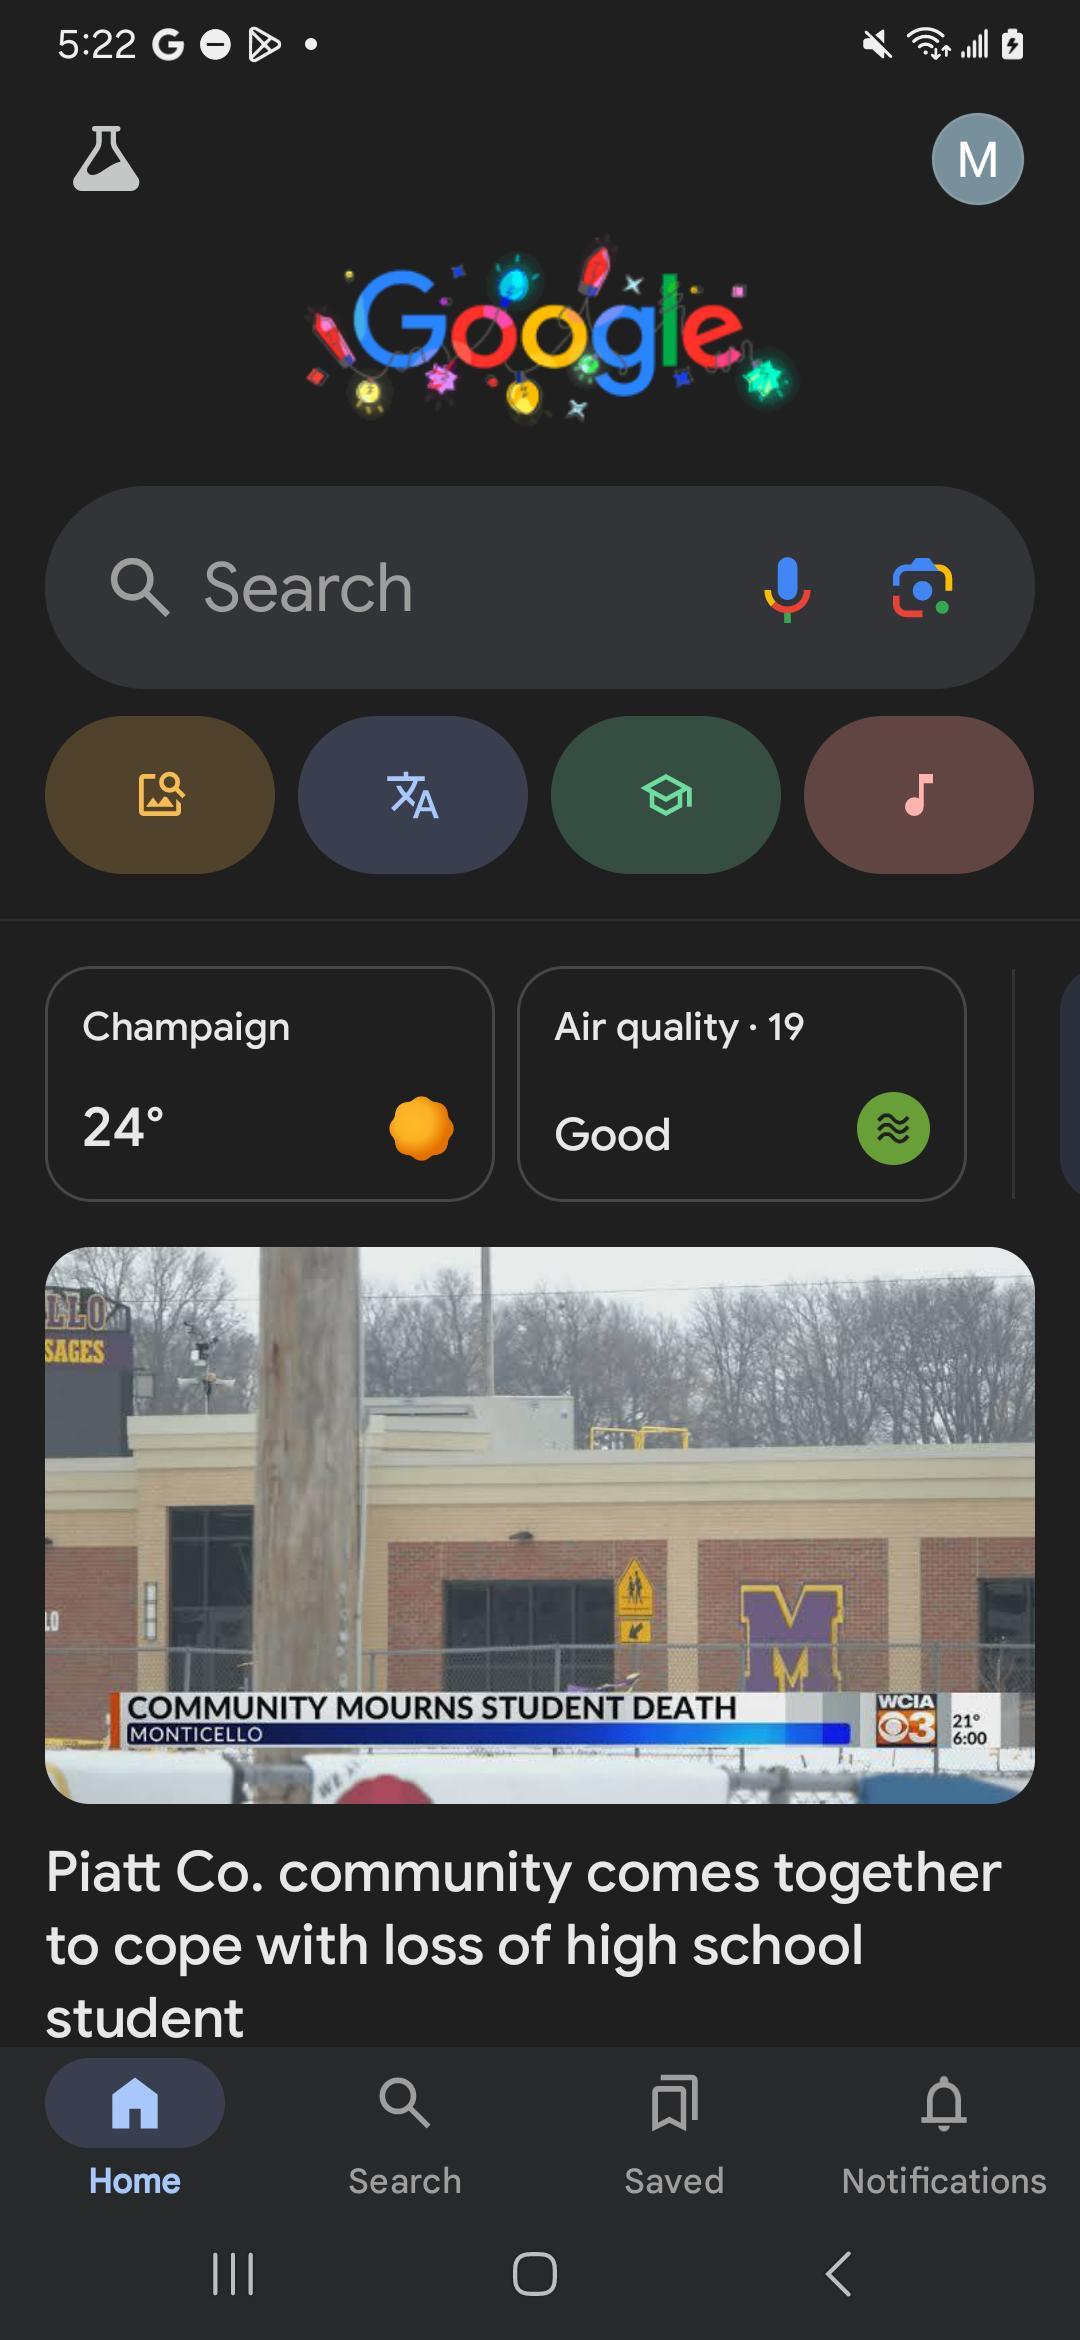 5:22
M
Google
Search
Champaign
24°
Air quality · 19
Good
LLO
SAGES
LO
M
COMMUNITY MOURNS STUDENT DEATH
MONTICELLO
WCIA
3
21°
6:00
WE
Piatt Co. community comes together
to cope with loss of high school
student
Home
Search
Saved
Notifications